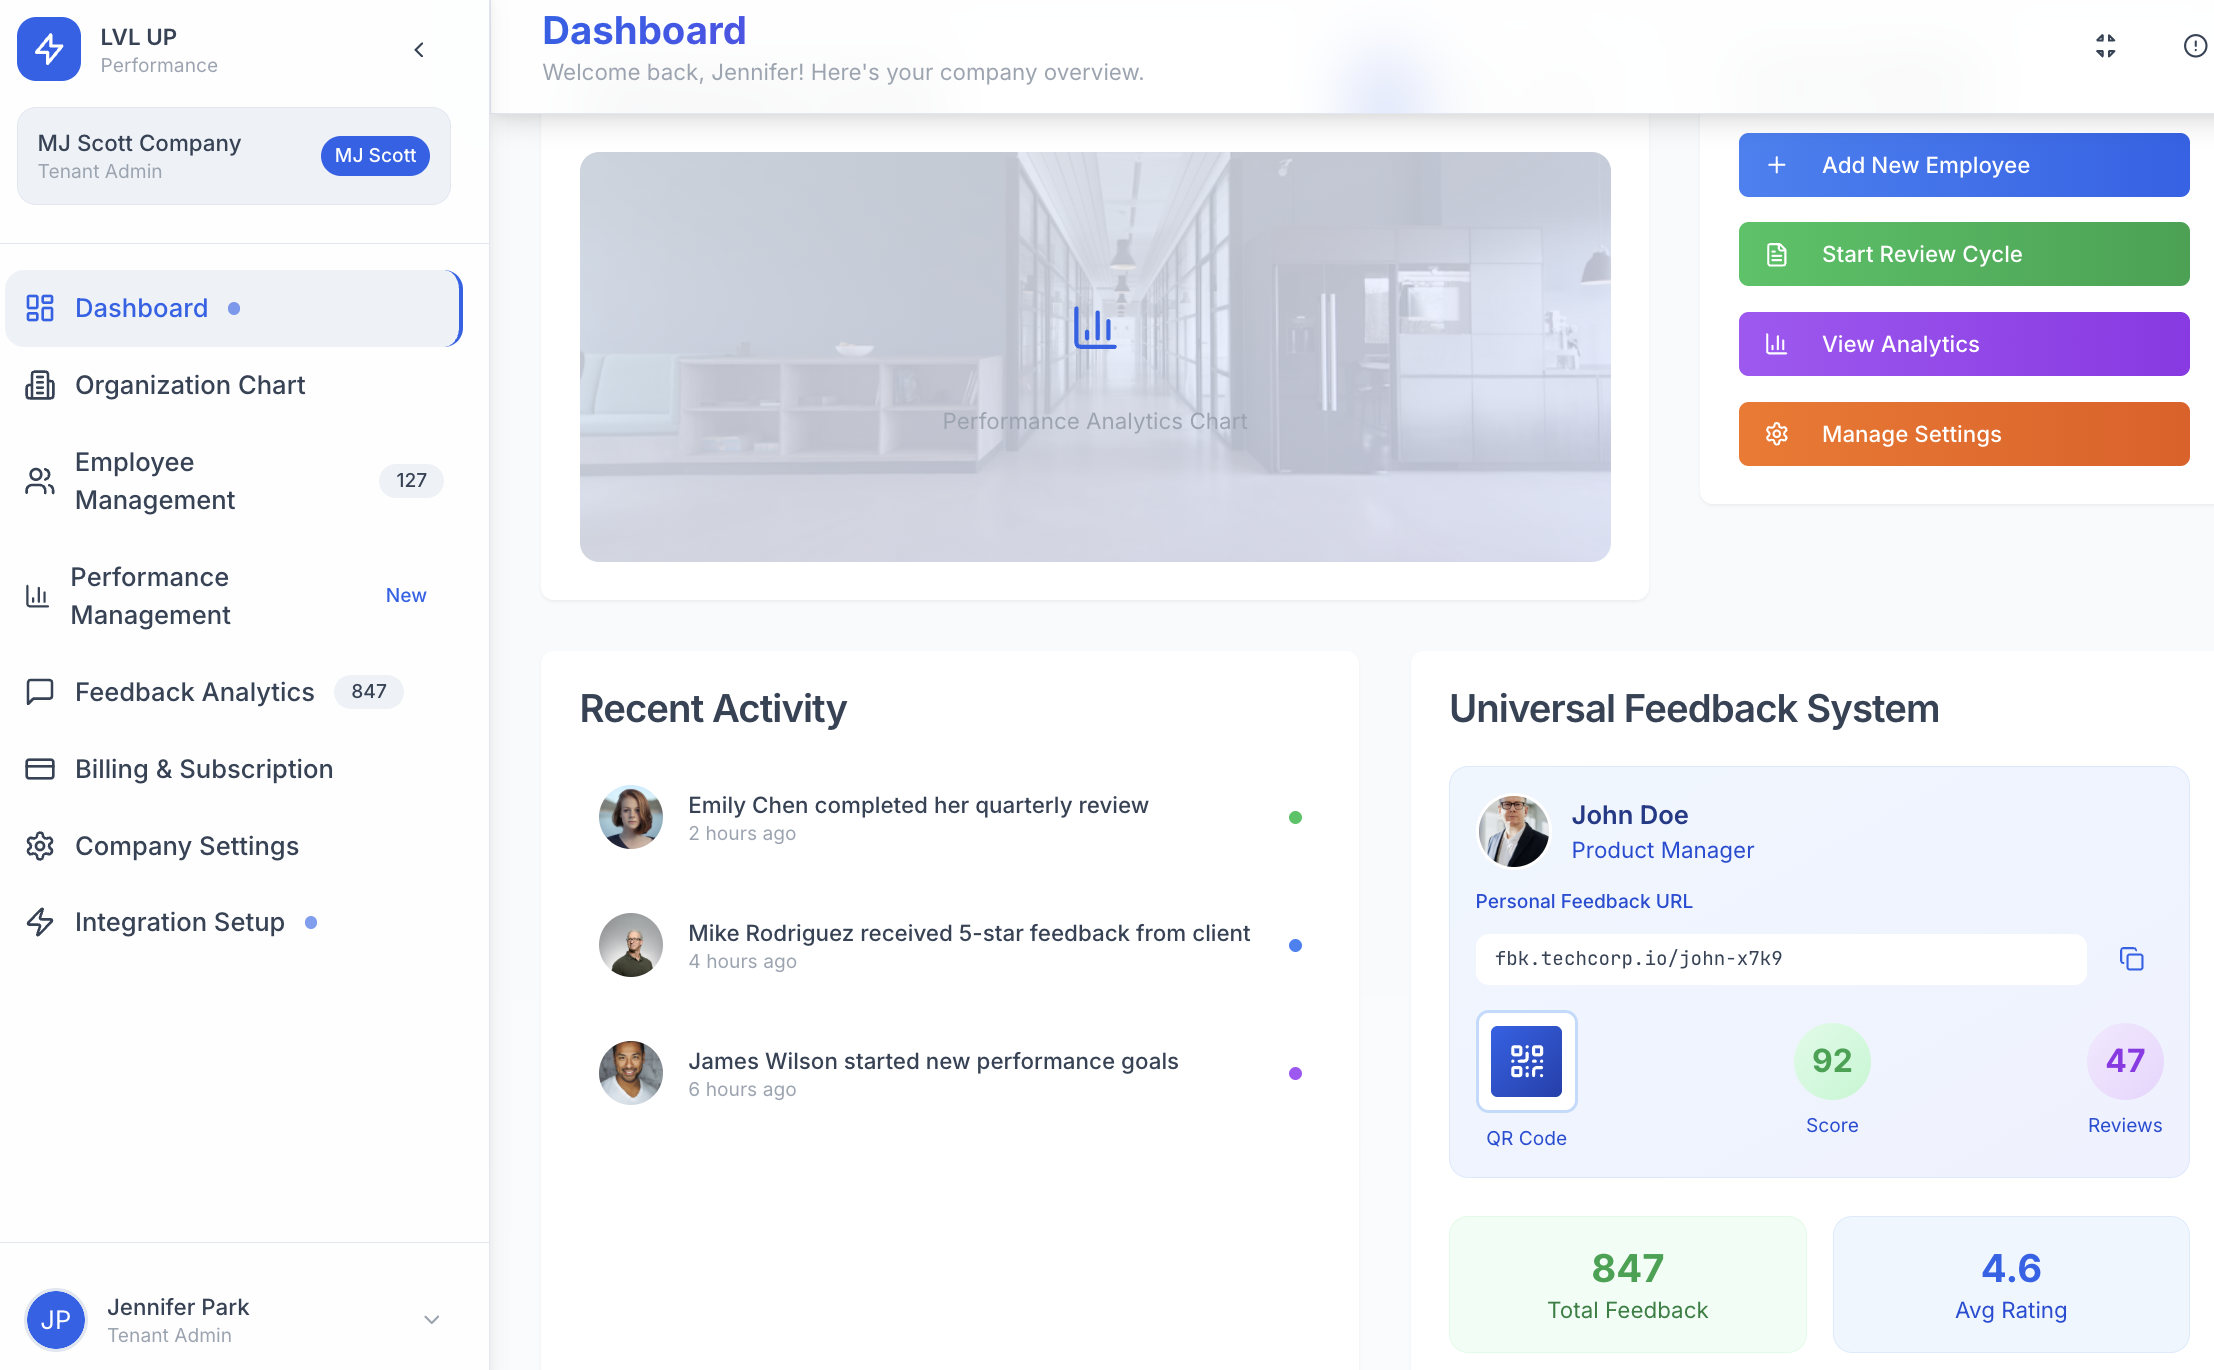 LVL UP
Performance
MJ Scott Company
Tenant Admin
MJ Scott
Dashboard
Organization Chart
Employee
Management
127
Performance
Management
New
Feedback Analytics
847
Billing & Subscription
Company Settings
Integration Setup
JP
Jennifer Park
Tenant Admin
Dashboard
Welcome back, Jennifer! Here's your company overview.
Performance Analytics Chart
Add New Employee
Start Review Cycle
View Analytics
Manage Settings
Recent Activity
Emily Chen completed her quarterly review
2 hours ago
Mike Rodriguez received 5-star feedback from client
4 hours ago
James Wilson started new performance goals
6 hours ago
Universal Feedback System
John Doe
Product Manager
Personal Feedback URL
fbk.techcorp.io/john-x7k9
QR Code
92
Score
47
Reviews
847
Total Feedback
4.6
Avg Rating